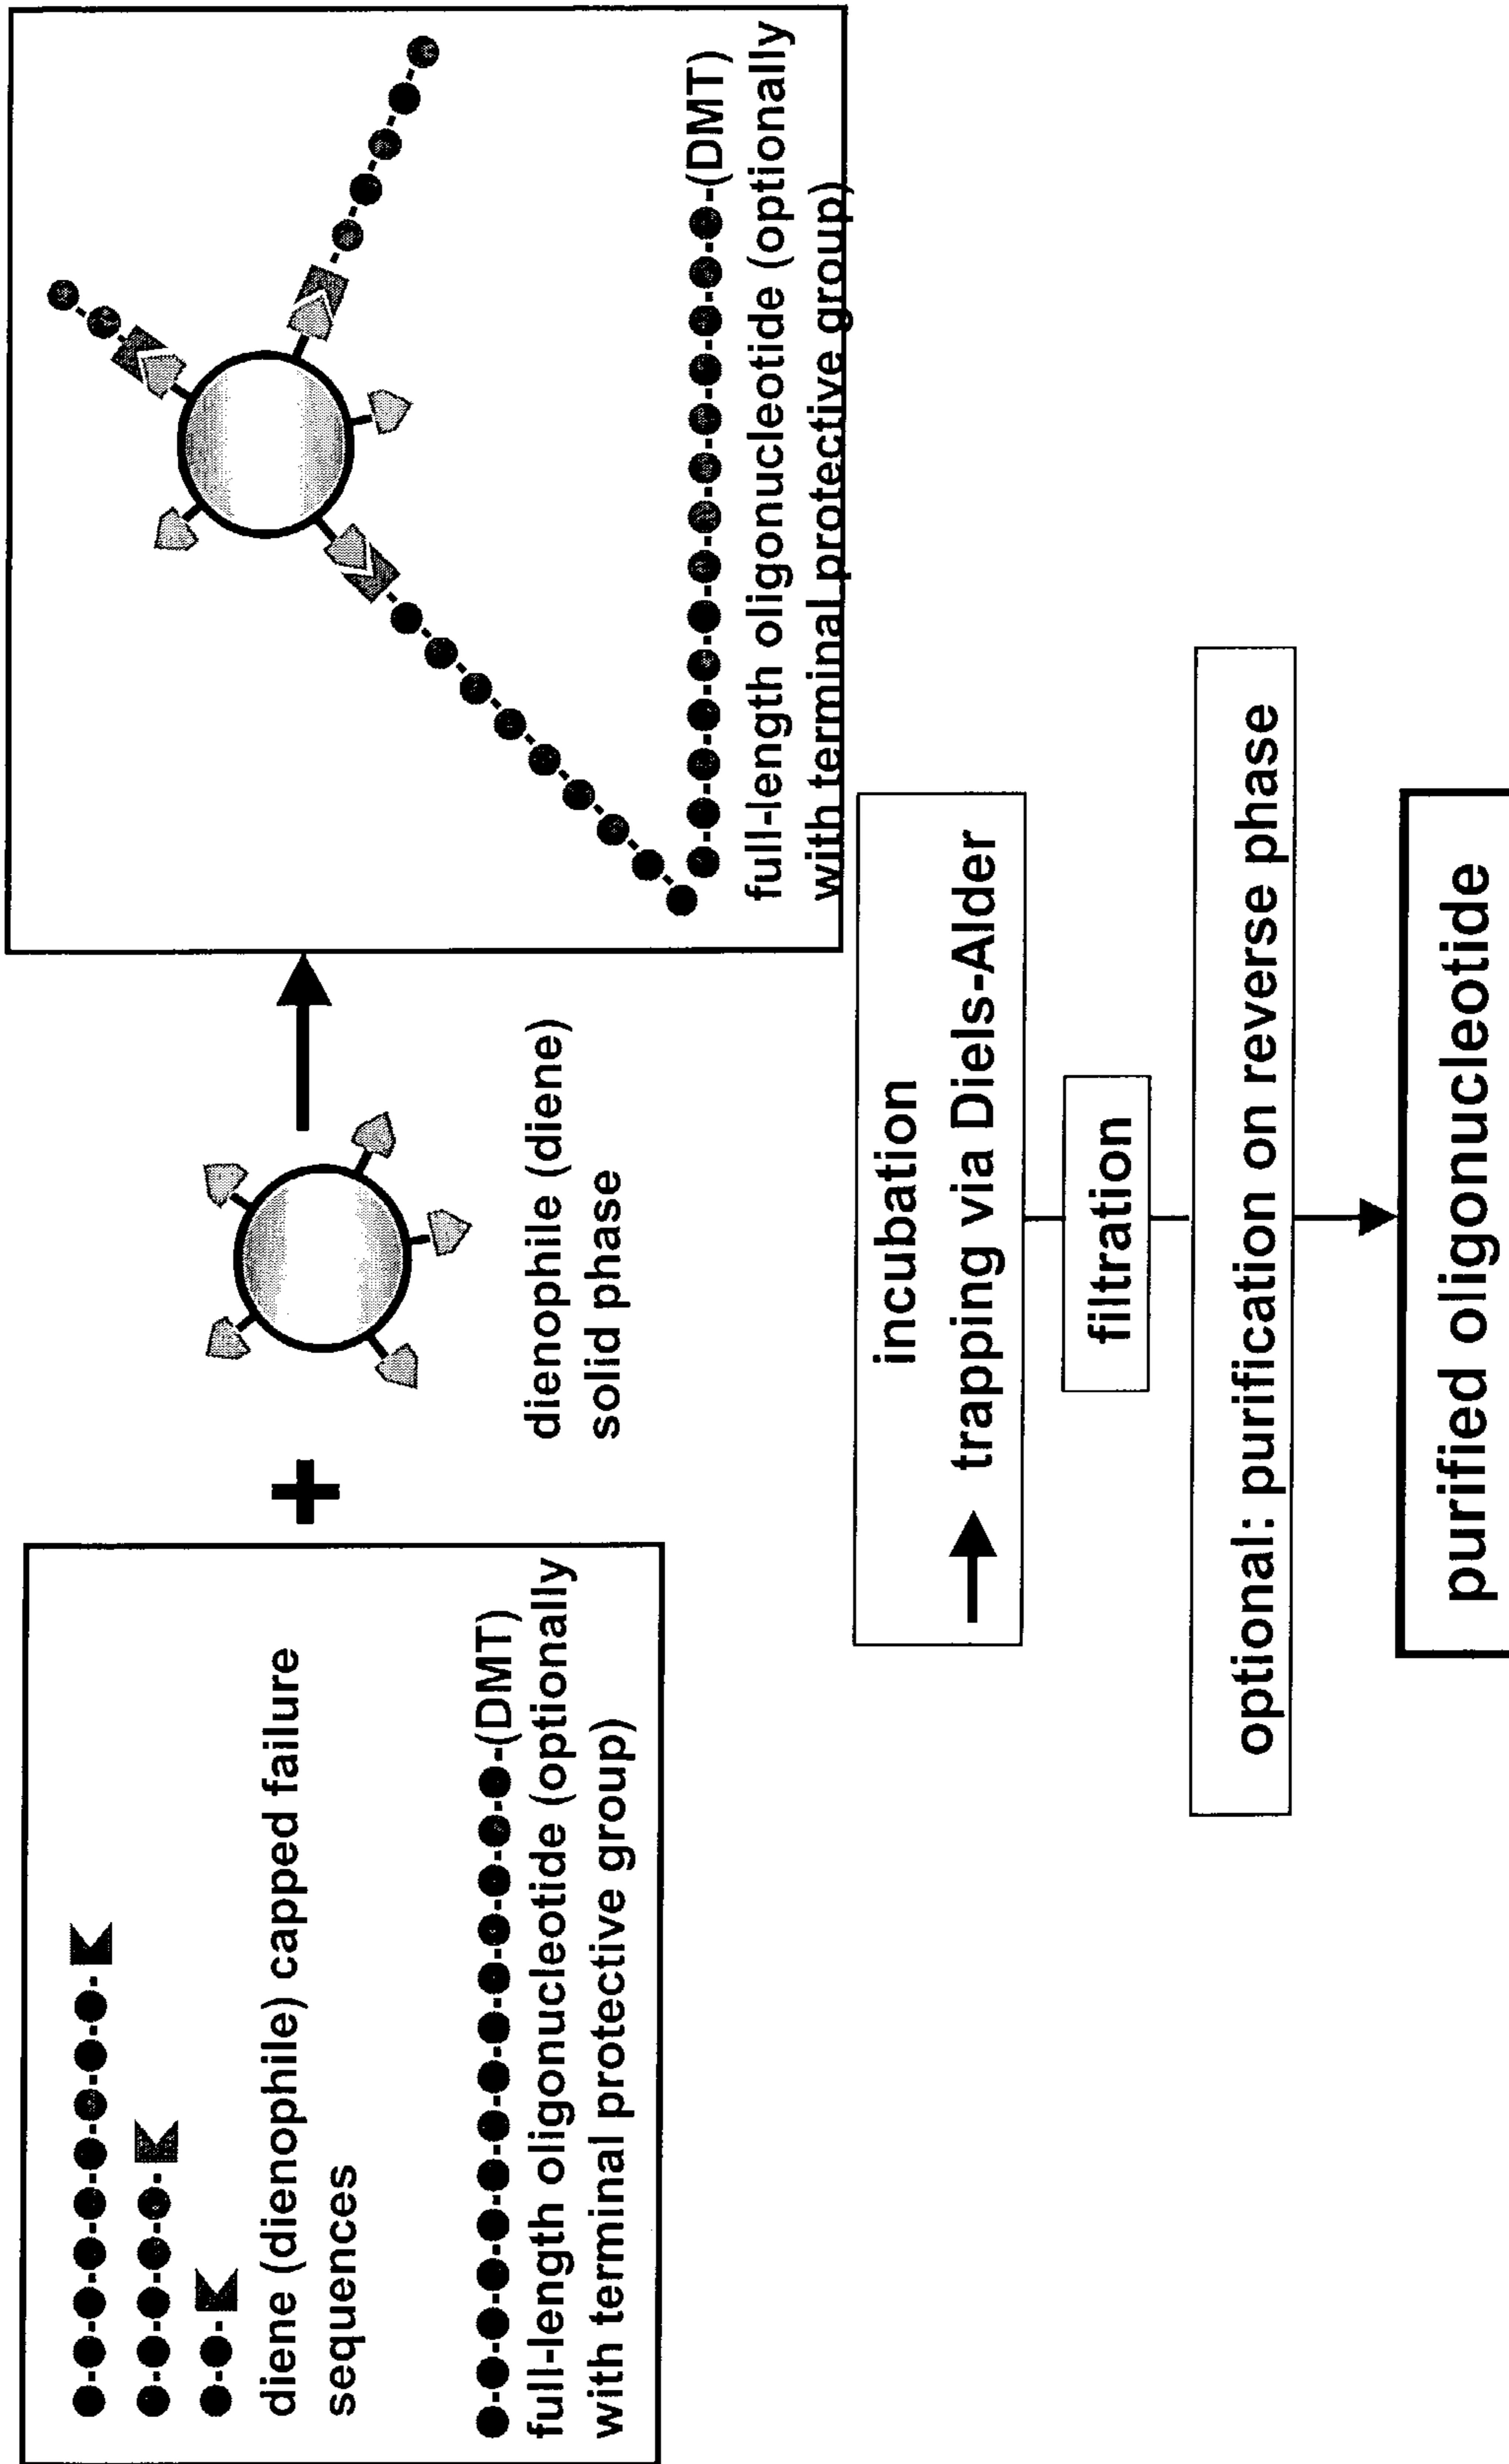 diene (dienophile) capped failure
sequences
(DMT)
full-length oligonucleotide (optionally
with terminal protective group)
+
dienophile (diene)
solid phase
(DMT)
full-length oligonucleotide (optionally
with terminal protective group)
incubation
trapping via Diels-Alder
filtration
optional: purification on reverse phase
purified oligonucleotide